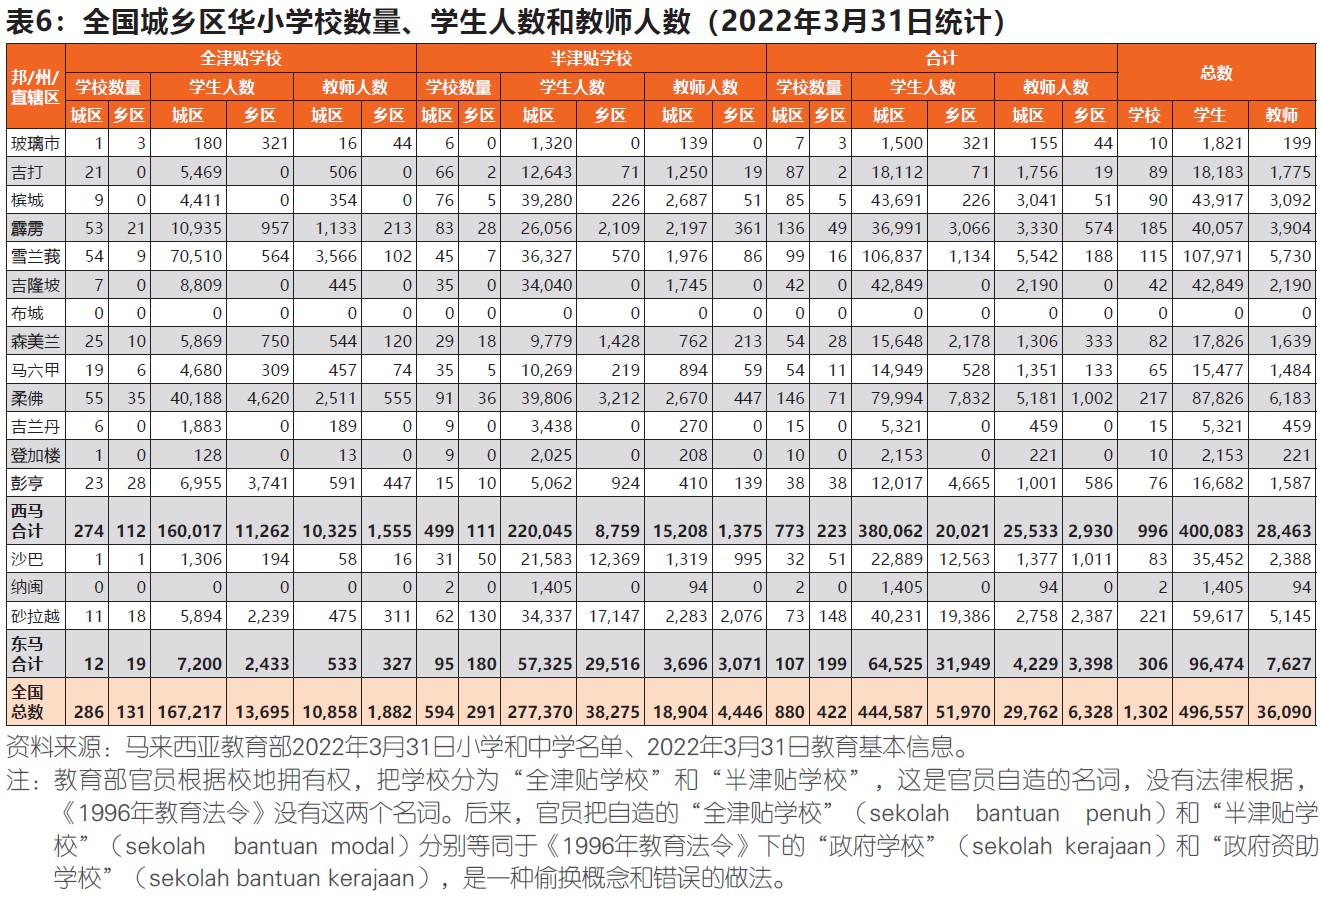 表6：全国城乡区华小学校数量、学生人数和教师人数（2022年3月31日统计）
邦/州/直辖区 全津贴学校 半津贴学校 合计 总数
学校数量 学生人数 教师人数 学校数量 学生人数 教师人数 学校数量 学生人数 教师人数
城区 乡区 城区 乡区 城区 乡区 城区 乡区 城区 乡区 城区 乡区 城区 乡区 城区 乡区 城区 乡区 学校 学生 教师
玻璃市 1 3 180 321 16 44 6 0 1,320 0 139 0 7 3 1,500 321 155 44 10 1,821 199
吉打 21 0 5,469 0 506 0 66 2 12,643 71 1,250 19 87 2 18,112 71 1,756 19 89 18,183 1,775
槟城 9 0 4,411 0 354 0 76 5 39,280 226 2,687 51 85 5 43,691 226 3,041 51 90 43,917 3,092
霹雳 53 21 10,935 957 1,133 213 83 28 26,056 2,109 2,197 361 136 49 36,991 3,066 3,330 574 185 40,057 3,904
雪兰莪 54 9 70,510 564 3,566 102 45 7 36,327 570 1,976 86 99 16 106,837 1,134 5,542 188 115 107,971 5,730
吉隆坡 7 0 8,809 0 445 0 35 0 34,040 0 1,745 0 42 0 42,849 0 2,190 0 42 42,849 2,190
布城 0 0 0 0 0 0 0 0 0 0 0 0 0 0 0 0 0 0 0 0 0
森美兰 25 10 5,869 750 544 120 29 18 9,779 1,428 762 213 54 28 15,648 2,178 1,306 333 82 17,826 1,639
马六甲 19 6 4,680 309 457 74 35 5 10,269 219 894 59 54 11 14,949 528 1,351 133 65 15,477 1,484
柔佛 55 35 40,188 4,620 2,511 555 91 36 39,806 3,212 2,670 447 146 71 79,994 7,832 5,181 1,002 217 87,826 6,183
吉兰丹 6 0 1,883 0 189 0 9 0 3,438 0 270 0 15 0 5,321 0 459 0 15 5,321 459
登加楼 1 0 128 0 13 0 9 0 2,025 0 208 0 10 0 2,153 0 221 0 10 2,153 221
彭亨 23 28 6,955 3,741 591 447 15 10 5,062 924 410 139 38 38 12,017 4,665 1,001 586 76 16,682 1,587
西马合计 274 112 160,017 11,262 10,325 1,555 499 111 220,045 8,759 15,208 1,375 773 223 380,062 20,021 25,533 2,930 996 400,083 28,463
沙巴 1 1 1,306 194 58 16 31 50 21,583 12,369 1,319 995 32 51 22,889 12,563 1,377 1,011 83 35,452 2,388
纳闽 0 0 0 0 0 0 2 0 1,405 0 94 0 2 0 1,405 0 94 0 2 1,405 94
砂拉越 11 18 5,894 2,239 475 311 62 130 34,337 17,147 2,283 2,076 73 148 40,231 19,386 2,758 2,387 221 59,617 5,145
东马合计 12 19 7,200 2,433 533 327 95 180 57,325 29,516 3,696 3,071 107 199 64,525 31,949 4,229 3,398 306 96,474 7,627
全国总数 286 131 167,217 13,695 10,858 1,882 594 291 277,370 38,275 18,904 4,446 880 422 444,587 51,970 29,762 6,328 1,302 496,557 36,090
资料来源：马来西亚教育部2022年3月31日小学和中学名单、2022年3月31日教育基本信息。
注：教育部官员根据校地拥有权，把学校分为“全津贴学校”和“半津贴学校”，这是官员自造的名词，没有法律根据，
《1996年教育法令》没有这两个名词。后来，官员把自造的“全津贴学校”（sekolah bantuan penuh）和“半津贴学
校”（sekolah bantuan modal）分别等同于《1996年教育法令》下的“政府学校”（sekolah kerajaan）和“政府资助
学校”（sekolah bantuan kerajaan），是一种偷换概念和错误的做法。